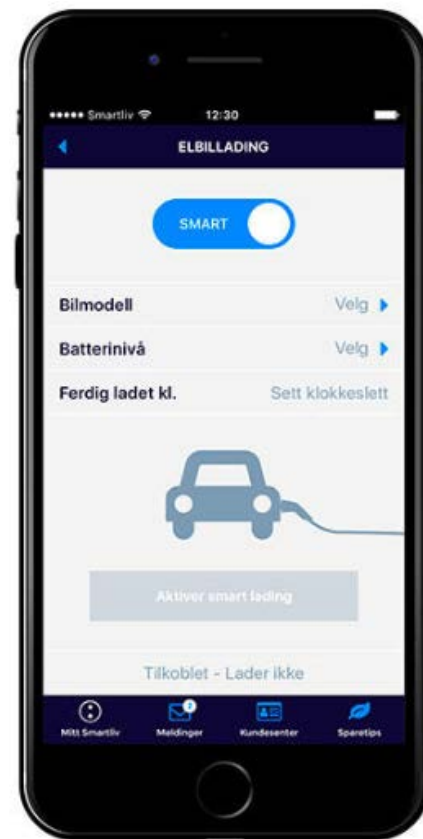 Smartliv
12:30
ELBILLADING
SMART
Bilmodell Velg
Batterinivå Velg
Ferdig ladet kl. Sett klokkeslett
Aktiver smart lading
Tilkoblet - Lader ikke
Mitt Smartliv Meldinger Kundesenter Sparetips